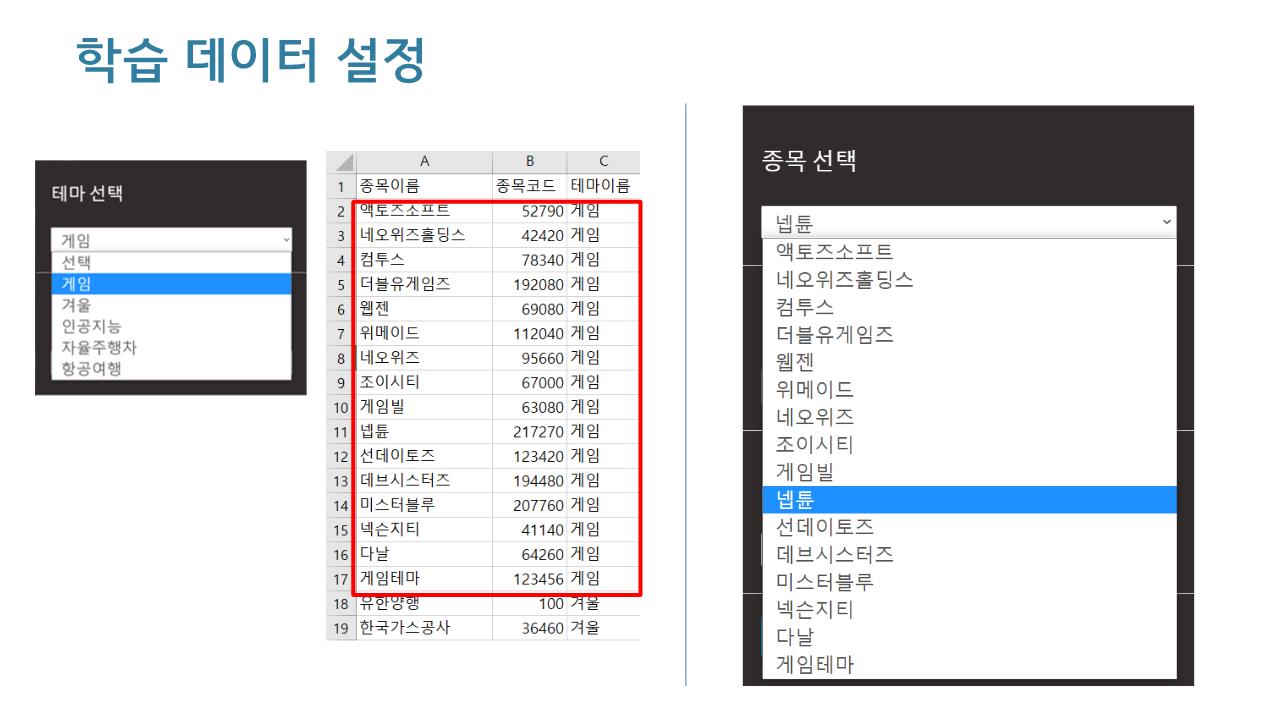 학습 데이터 설정
테마 선택
게임
선택
게임
겨울
인공지능
자율주행차
항공여행
A B C
1 종목이름 종목코드 테마이름
2 액토즈소프트 52790 게임
3 네오위즈홀딩스 42420 게임
4 컴투스 78340 게임
5 더블유게임즈 192080 게임
6 웹젠 69080 게임
7 위메이드 112040 게임
8 네오위즈 95660 게임
9 조이시티 67000 게임
10 게임빌 63080 게임
11 넵튠 217270 게임
12 선데이토즈 123420 게임
13 데브시스터즈 194480 게임
14 미스터블루 207760 게임
15 넥슨지티 41140 게임
16 다날 64260 게임
17 게임테마 123456 게임
18 유한양행 100 겨울
19 한국가스공사 36460 겨울
종목 선택
넵튠
액토즈소프트
네오위즈홀딩스
컴투스
더블유게임즈
웹젠
위메이드
네오위즈
조이시티
게임빌
넵튠
선데이토즈
데브시스터즈
미스터블루
넥슨지티
다날
게임테마